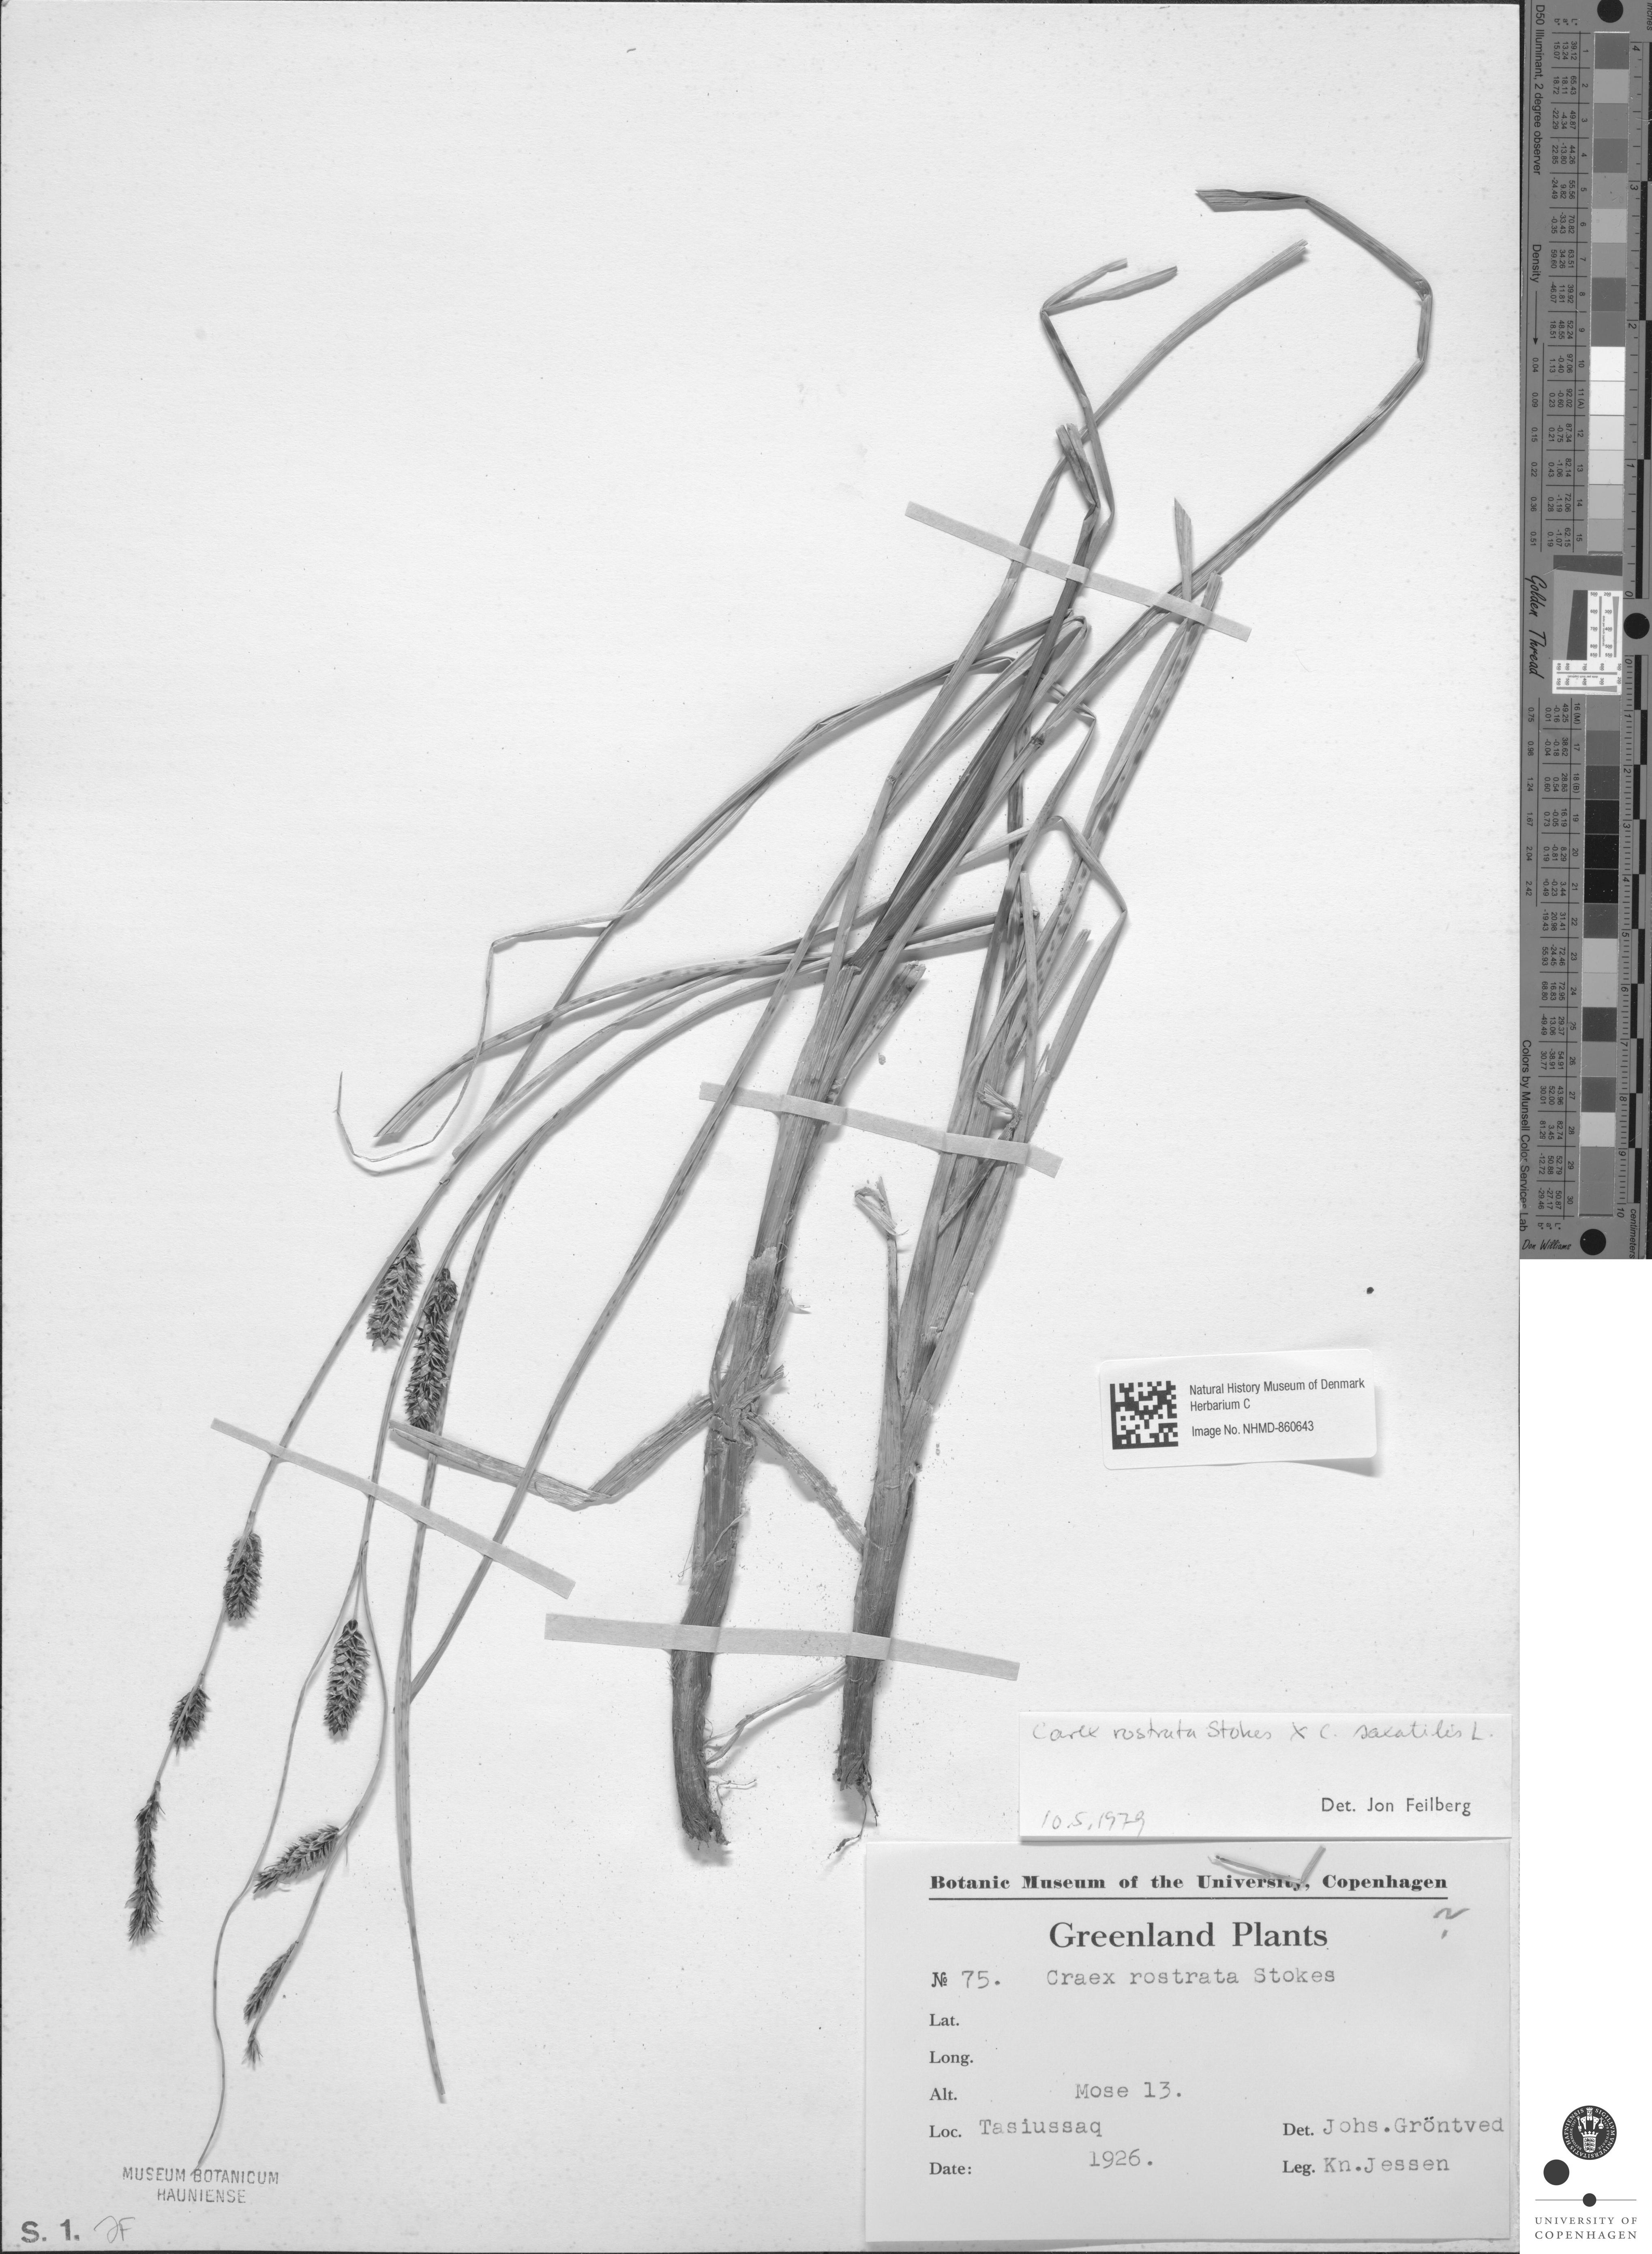 Natural History Museum of Denmark
Herbarium C
Image No. NHMD-860643
Carex rostrata Stokes X C. saxatilis L.
Det. Jon Feilberg
10.5.1979
Botanic Museum of the University, Copenhagen
Greenland Plants
?
№ 75. Craex rostrata Stokes
Lat.
Long.
Alt. Mose 13.
Loc. Tasiussaq Det. Johs.Gröntved
Date: 1926. Leg. Kn.Jessen
MUSEUM BOTANICUM
HAUNIENSE
S. 1. JF
D50 Illuminant, 2 degree observer
Density
Golden Thread
Colors by Munsell Color Services Lab
Don Williams
inches
centimeters
UNIVERSITY OF
COPENHAGEN